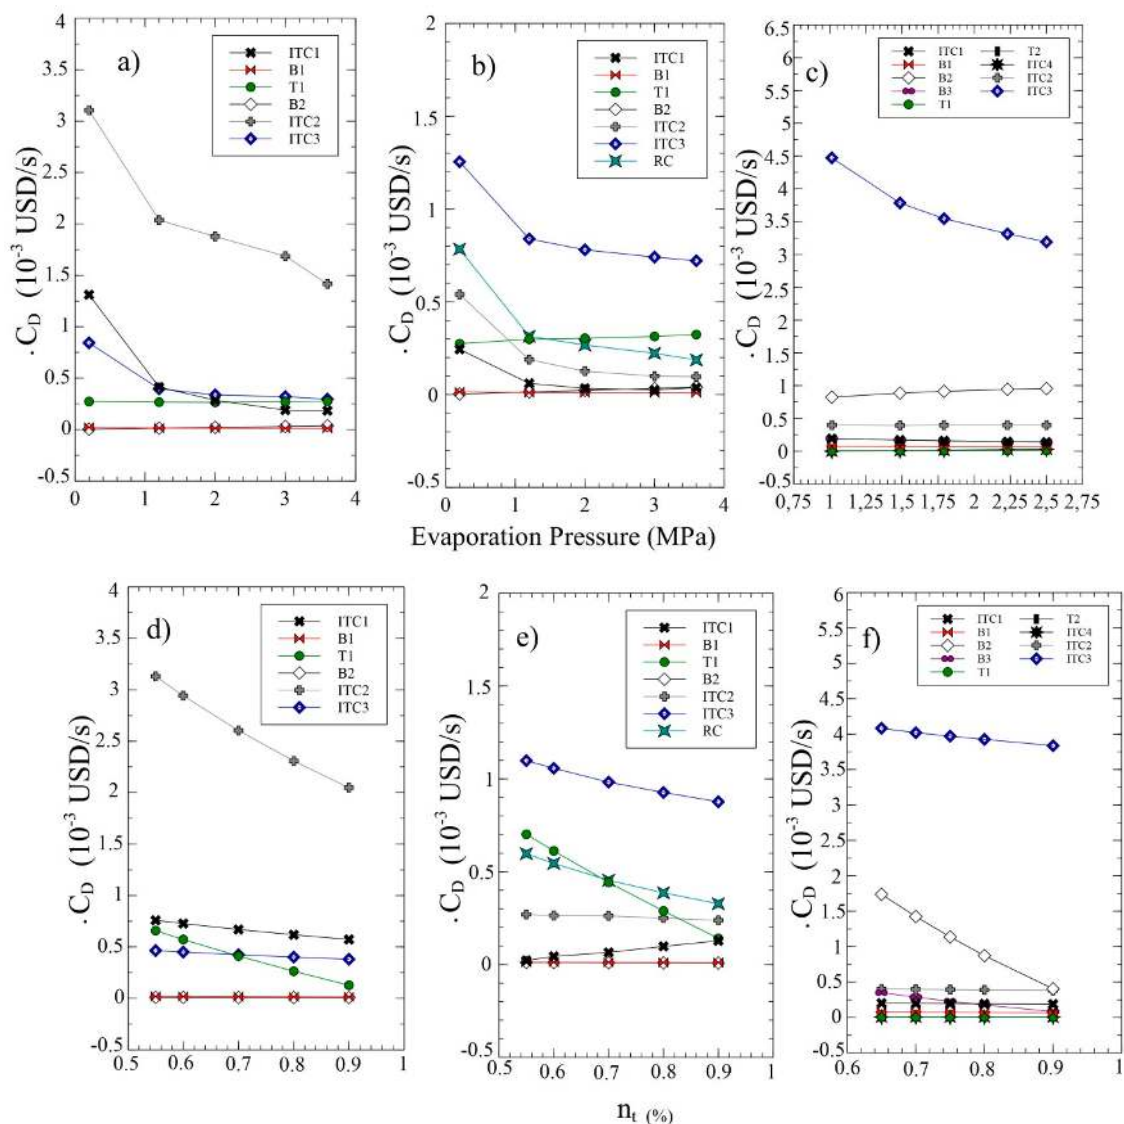 a)
·C_D (10^-3 USD/s)
4
3.5
3
2.5
2
1.5
1
0.5
0
-0.5
0 1 2 3 4
ITC1
B1
T1
B2
ITC2
ITC3
b)
·C_D (10^-3 USD/s)
2
1.5
1
0.5
0
-0.5
0 1 2 3 4
ITC1
B1
T1
B2
ITC2
ITC3
RC
c)
·C_D (10^-3 USD/s)
6.5
6
5.5
5
4.5
4
3.5
3
2.5
2
1.5
1
0.5
0
-0.5
0,75 1 1,25 1,5 1,75 2 2,25 2,5 2,75
ITC1 T2
B1 ITC4
B2 ITC2
B3 ITC3
T1
Evaporation Pressure (MPa)
d)
·C_D (10^-3 USD/s)
4
3.5
3
2.5
2
1.5
1
0.5
0
-0.5
0.5 0.6 0.7 0.8 0.9 1
ITC1
B1
T1
B2
ITC2
ITC3
e)
·C_D (10^-3 USD/s)
2
1.5
1
0.5
0
-0.5
0.5 0.6 0.7 0.8 0.9 1
ITC1
B1
T1
B2
ITC2
ITC3
RC
f)
·C_D (10^-3 USD/s)
6
5.5
5
4.5
4
3.5
3
2.5
2
1.5
1
0.5
0
-0.5
0.6 0.7 0.8 0.9 1
ITC1 T2
B1 ITC4
B2 ITC2
B3 ITC3
T1
n_t (%)